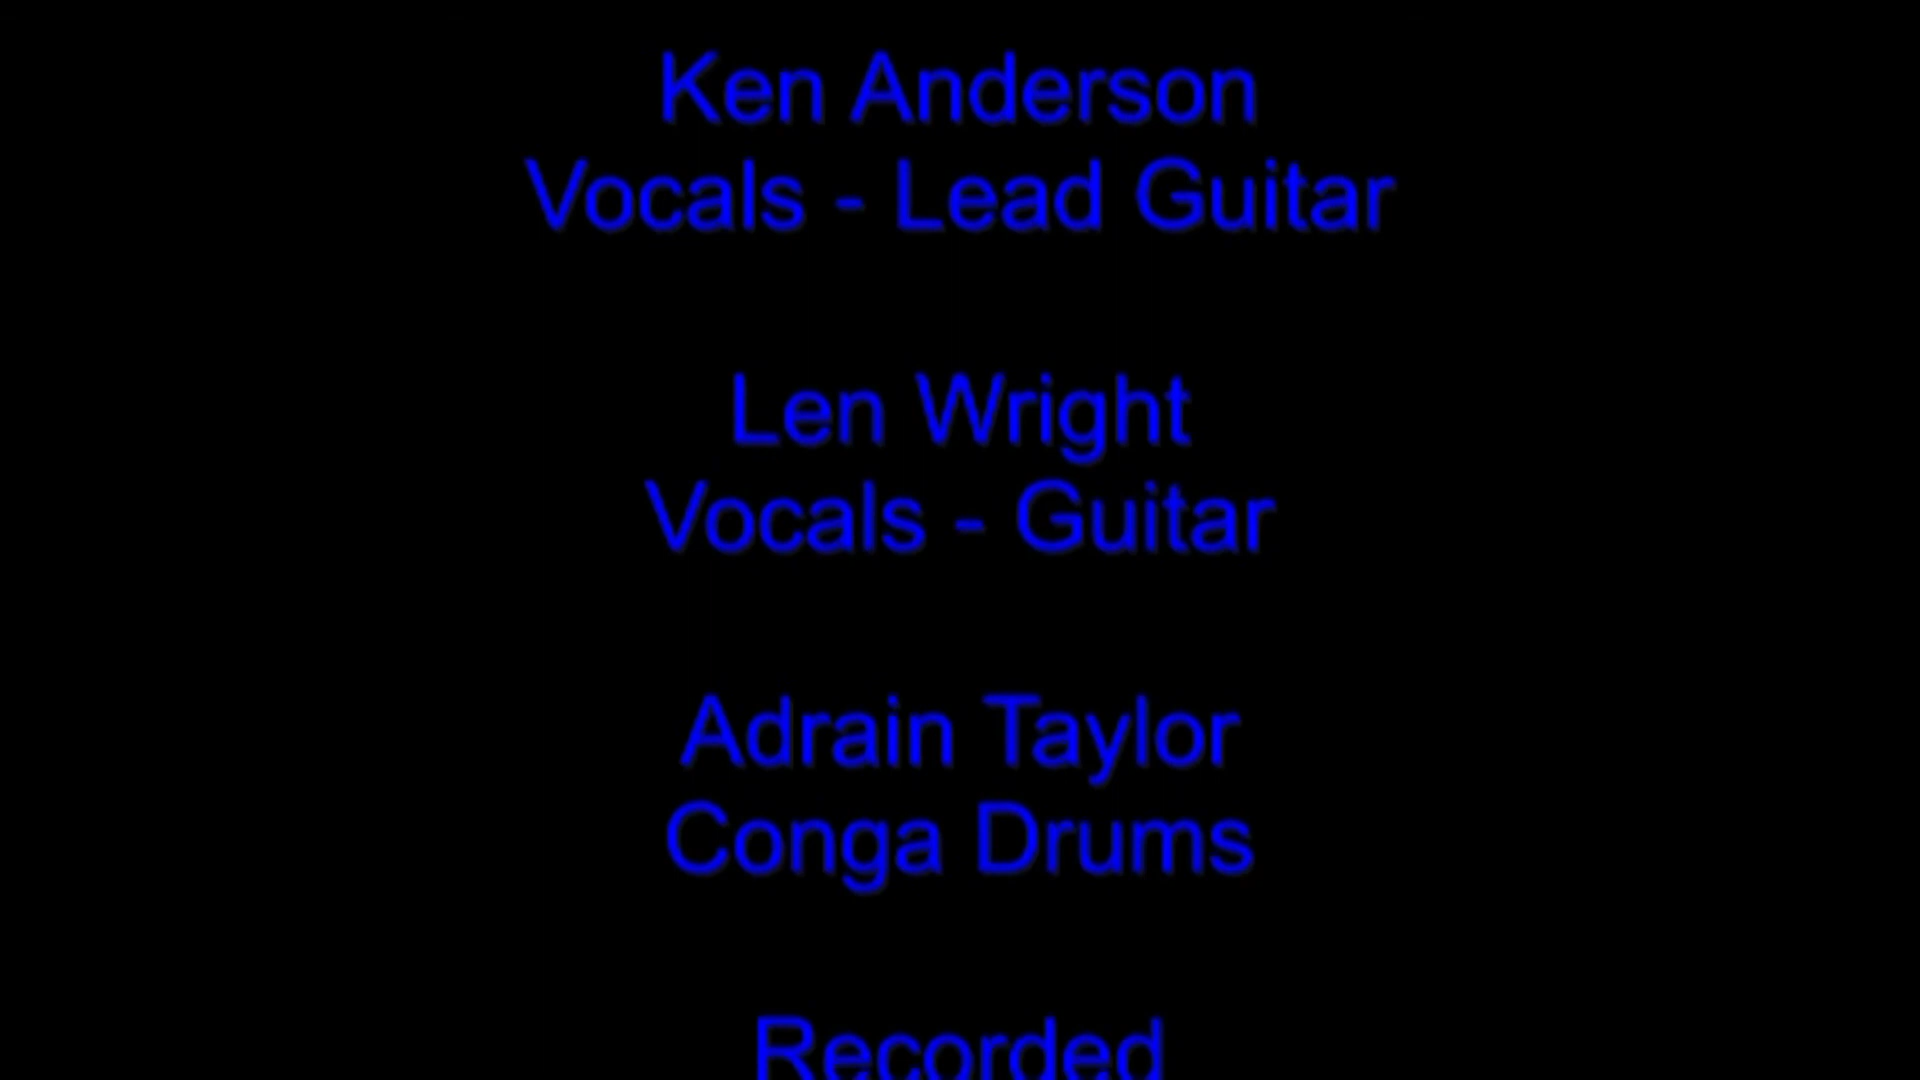 Ken Anderson
Vocals - Lead Guitar
Len Wright
Vocals - Guitar
Adrain Taylor
Conga Drums
Recorded